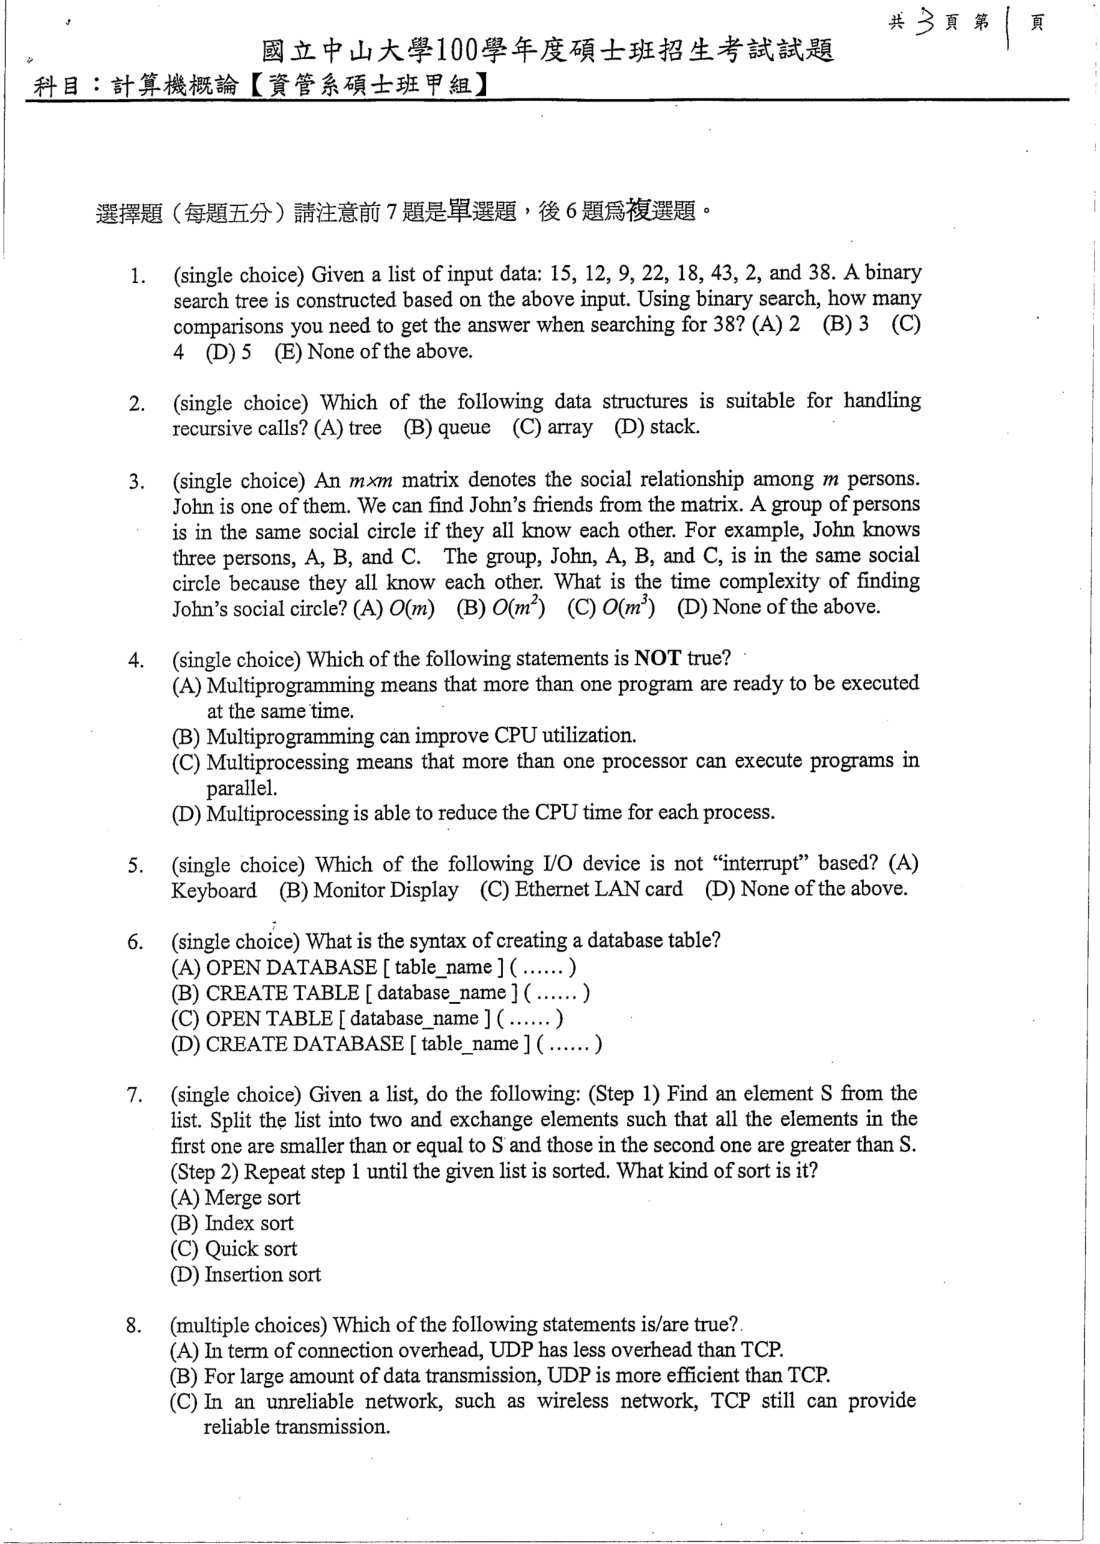 共3頁第1頁
國立中山大學100學年度碩士班招生考試試題
科目：計算機概論【資管系碩士班甲組】
選擇題（每題五分）請注意前7題是單選題，後6題爲複選題。
1. (single choice) Given a list of input data: 15, 12, 9, 22, 18, 43, 2, and 38. A binary
search tree is constructed based on the above input. Using binary search, how many
comparisons you need to get the answer when searching for 38? (A) 2 (B) 3 (C)
4 (D) 5 (E) None of the above.
2. (single choice) Which of the following data structures is suitable for handling
recursive calls? (A) tree (B) queue (C) array (D) stack.
3. (single choice) An m×m matrix denotes the social relationship among m persons.
John is one of them. We can find John's friends from the matrix. A group of persons
is in the same social circle if they all know each other. For example, John knows
three persons, A, B, and C. The group, John, A, B, and C, is in the same social
circle because they all know each other. What is the time complexity of finding
John's social circle? (A) O(m) (B) O(m²) (C) O(m³) (D) None of the above.
4. (single choice) Which of the following statements is NOT true?
(A) Multiprogramming means that more than one program are ready to be executed
at the same time.
(B) Multiprogramming can improve CPU utilization.
(C) Multiprocessing means that more than one processor can execute programs in
parallel.
(D) Multiprocessing is able to reduce the CPU time for each process.
5. (single choice) Which of the following I/O device is not “interrupt” based? (A)
Keyboard (B) Monitor Display (C) Ethernet LAN card (D) None of the above.
6. (single choice) What is the syntax of creating a database table?
(A) OPEN DATABASE [ table_name ] ( …… )
(B) CREATE TABLE [ database_name ] ( …… )
(C) OPEN TABLE [ database_name ] ( …… )
(D) CREATE DATABASE [ table_name ] ( …… )
7. (single choice) Given a list, do the following: (Step 1) Find an element S from the
list. Split the list into two and exchange elements such that all the elements in the
first one are smaller than or equal to S and those in the second one are greater than S.
(Step 2) Repeat step 1 until the given list is sorted. What kind of sort is it?
(A) Merge sort
(B) Index sort
(C) Quick sort
(D) Insertion sort
8. (multiple choices) Which of the following statements is/are true?
(A) In term of connection overhead, UDP has less overhead than TCP.
(B) For large amount of data transmission, UDP is more efficient than TCP.
(C) In an unreliable network, such as wireless network, TCP still can provide
reliable transmission.